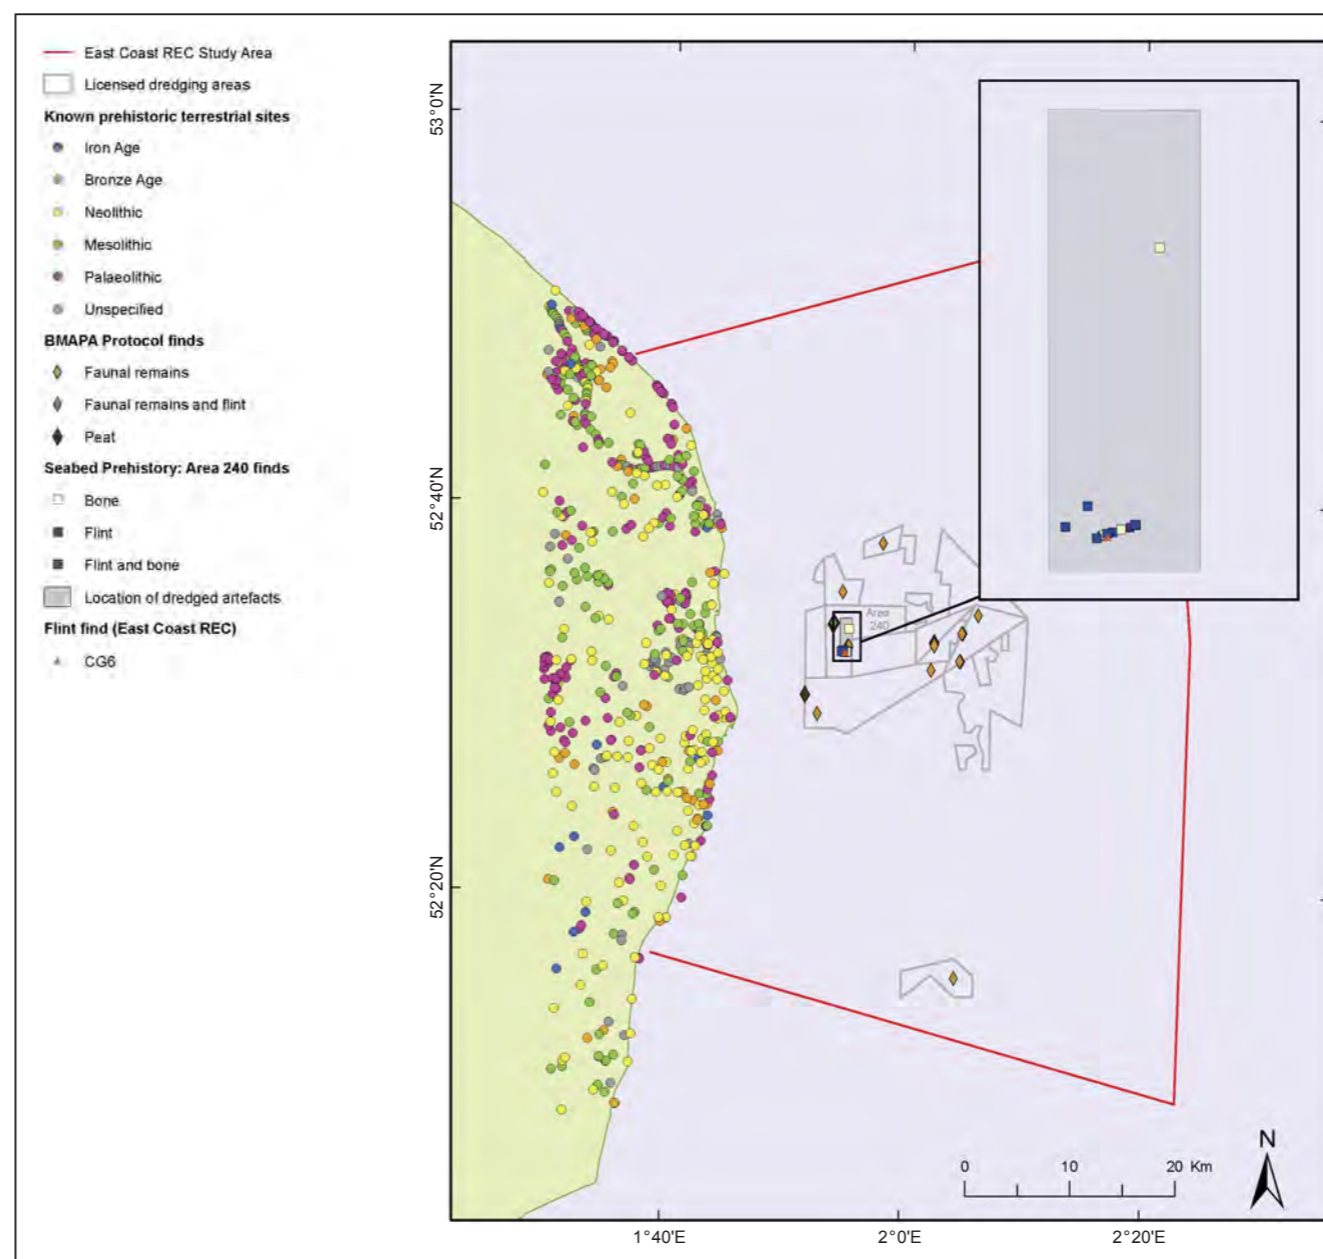 East Coast REC Study Area
Licensed dredging areas
Known prehistoric terrestrial sites
Iron Age
Bronze Age
Neolithic
Mesolithic
Palaeolithic
Unspecified
BMAPA Protocol finds
Faunal remains
Faunal remains and flint
Peat
Seabed Prehistory: Area 240 finds
Bone
Flint
Flint and bone
Location of dredged artefacts
Flint find (East Coast REC)
CG6
53°0'N
52°40'N
52°20'N
Area
240
N
0 10 20 Km
1°40'E 2°0'E 2°20'E